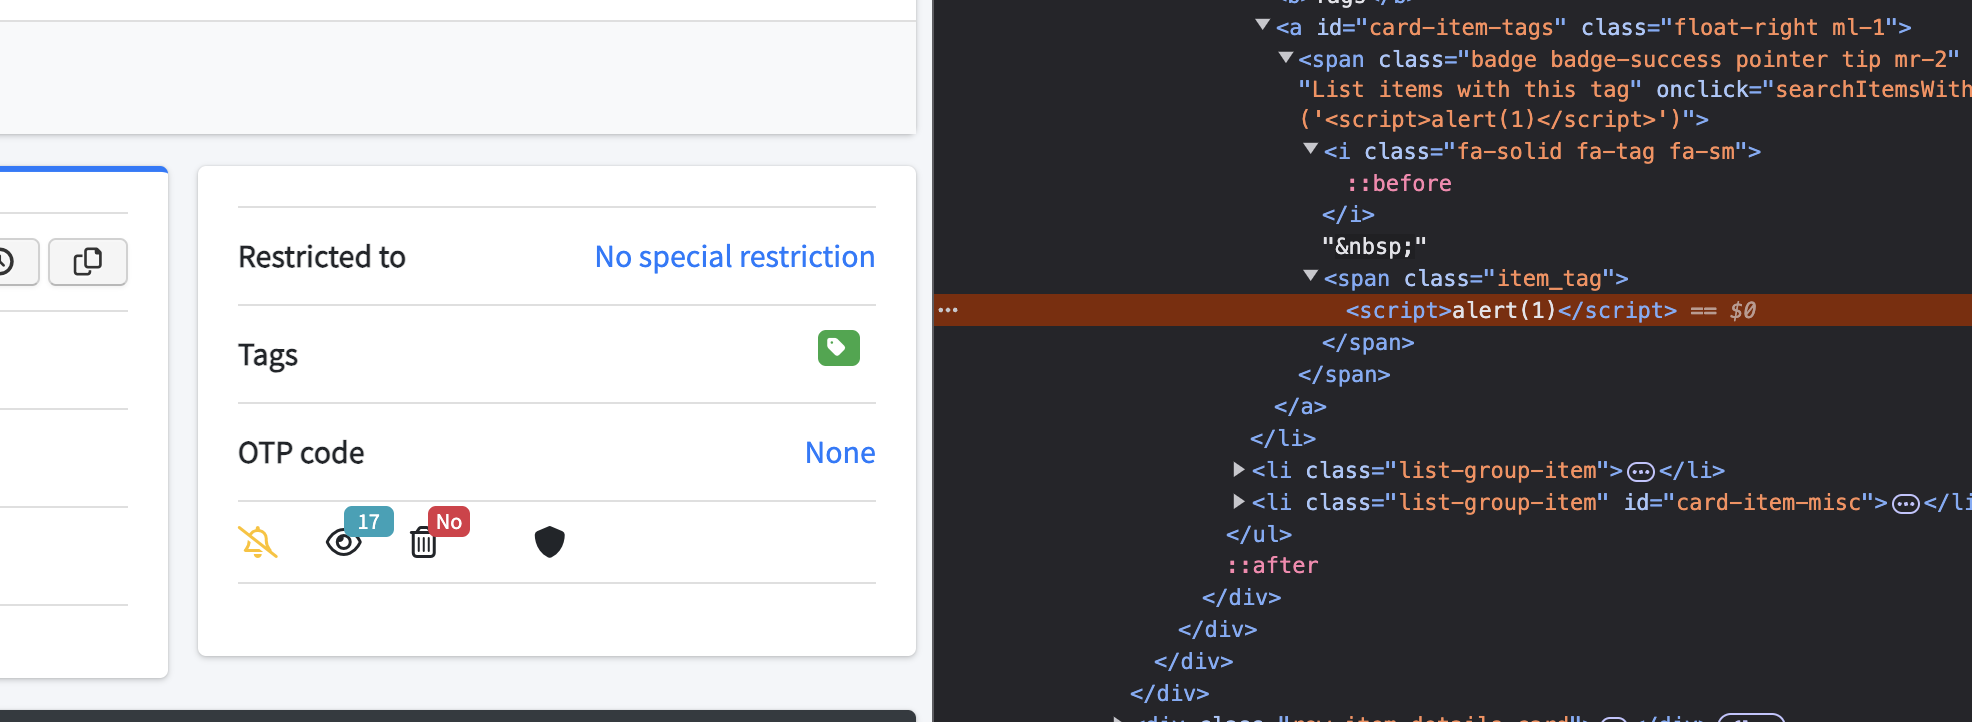 Restricted to
No special restriction
Tags
OTP code
None
17
No
<a id="card-item-tags" class="float-right ml-1">
<span class="badge badge-success pointer tip mr-2"
"List items with this tag" onclick="searchItemsWith
('<script>alert(1)</script>')">
<i class="fa-solid fa-tag fa-sm">
::before
</i>
"&nbsp;"
<span class="item_tag">
<script>alert(1)</script> == $0
</span>
</span>
</a>
</li>
<li class="list-group-item">…</li>
<li class="list-group-item" id="card-item-misc">…</li
</ul>
::after
</div>
</div>
</div>
</div>